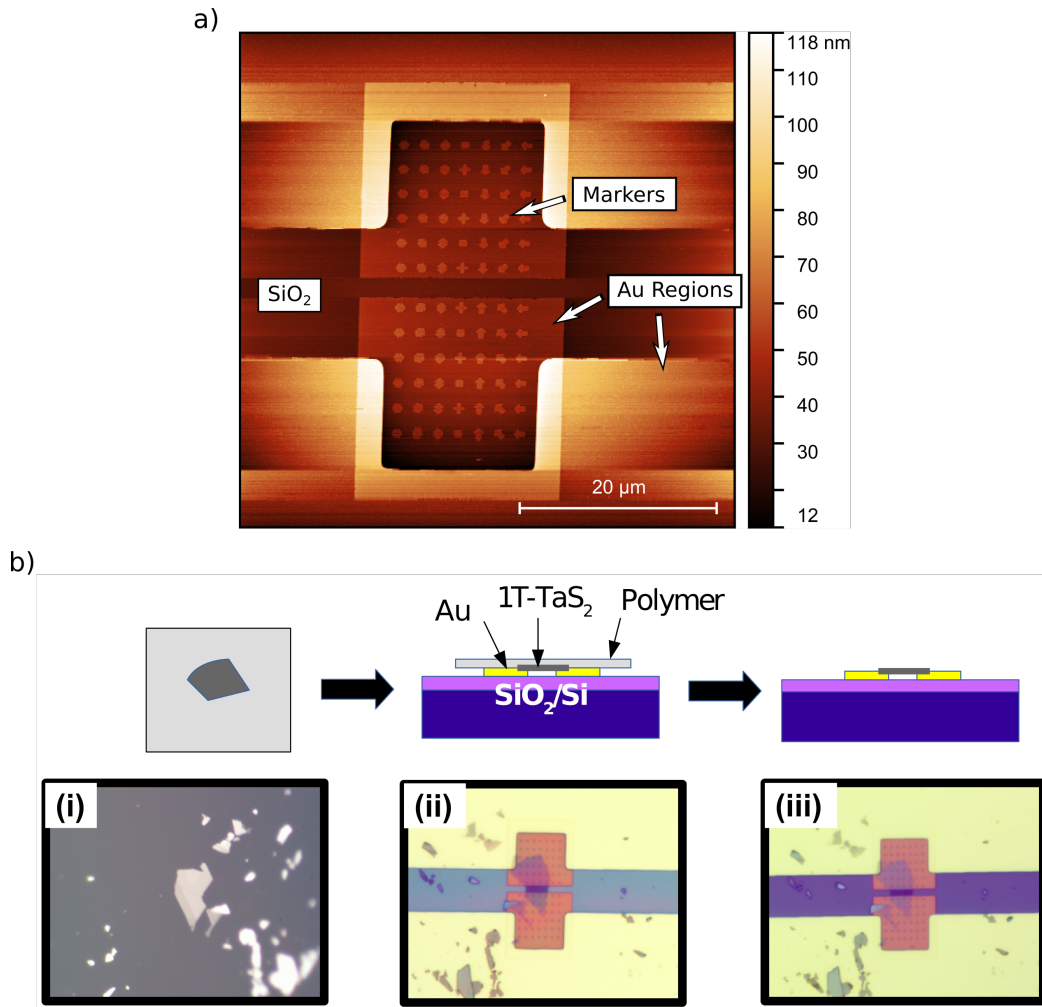 a)
118 nm
110
100
90
80
70
60
50
40
30
12
Markers
Au Regions
SiO₂
20 µm
b)
Au
1T-TaS₂
Polymer
SiO₂/Si
(i)
(ii)
(iii)